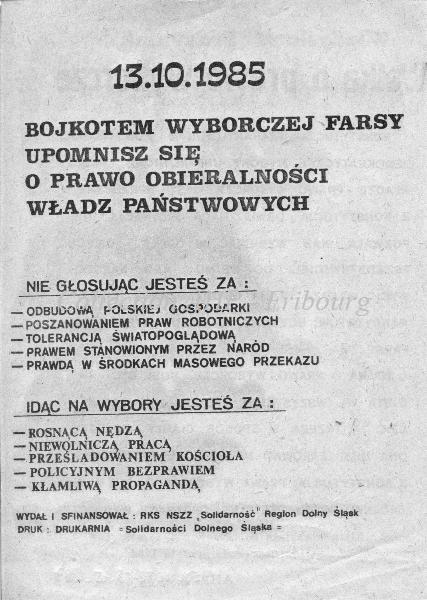 13.10.1985
BOJKOTEM WYBORCZEJ FARSY
UPOMNISZ SIĘ
O PRAWO OBIERALNOŚCI
WŁADZ PAŃSTWOWYCH
NIE GŁOSUJĄC JESTEŚ ZA :
— ODBUDOWĄ POLSKIEJ GOSPODARKI
— POSZANOWANIEM PRAW ROBOTNICZYCH
— TOLERANCJĄ ŚWIATOPOGLĄDOWĄ
— PRAWEM STANOWIONYM PRZEZ NARÓD
— PRAWDĄ W ŚRODKACH MASOWEGO PRZEKAZU
Fribourg
IDĄC NA WYBORY JESTEŚ ZA :
— ROSNĄCĄ NĘDZĄ
— NIEWOLNICZĄ PRACĄ
— PRZEŚLADOWANIEM KOŚCIOŁA
— POLICYJNYM BEZPRAWIEM
— KŁAMLIWĄ PROPAGANDĄ
WYDAŁ I SFINANSOWAŁ : RKS NSZZ „Solidarność" Region Dolny Śląsk
DRUK : DRUKARNIA = Solidarności Dolnego Śląska =